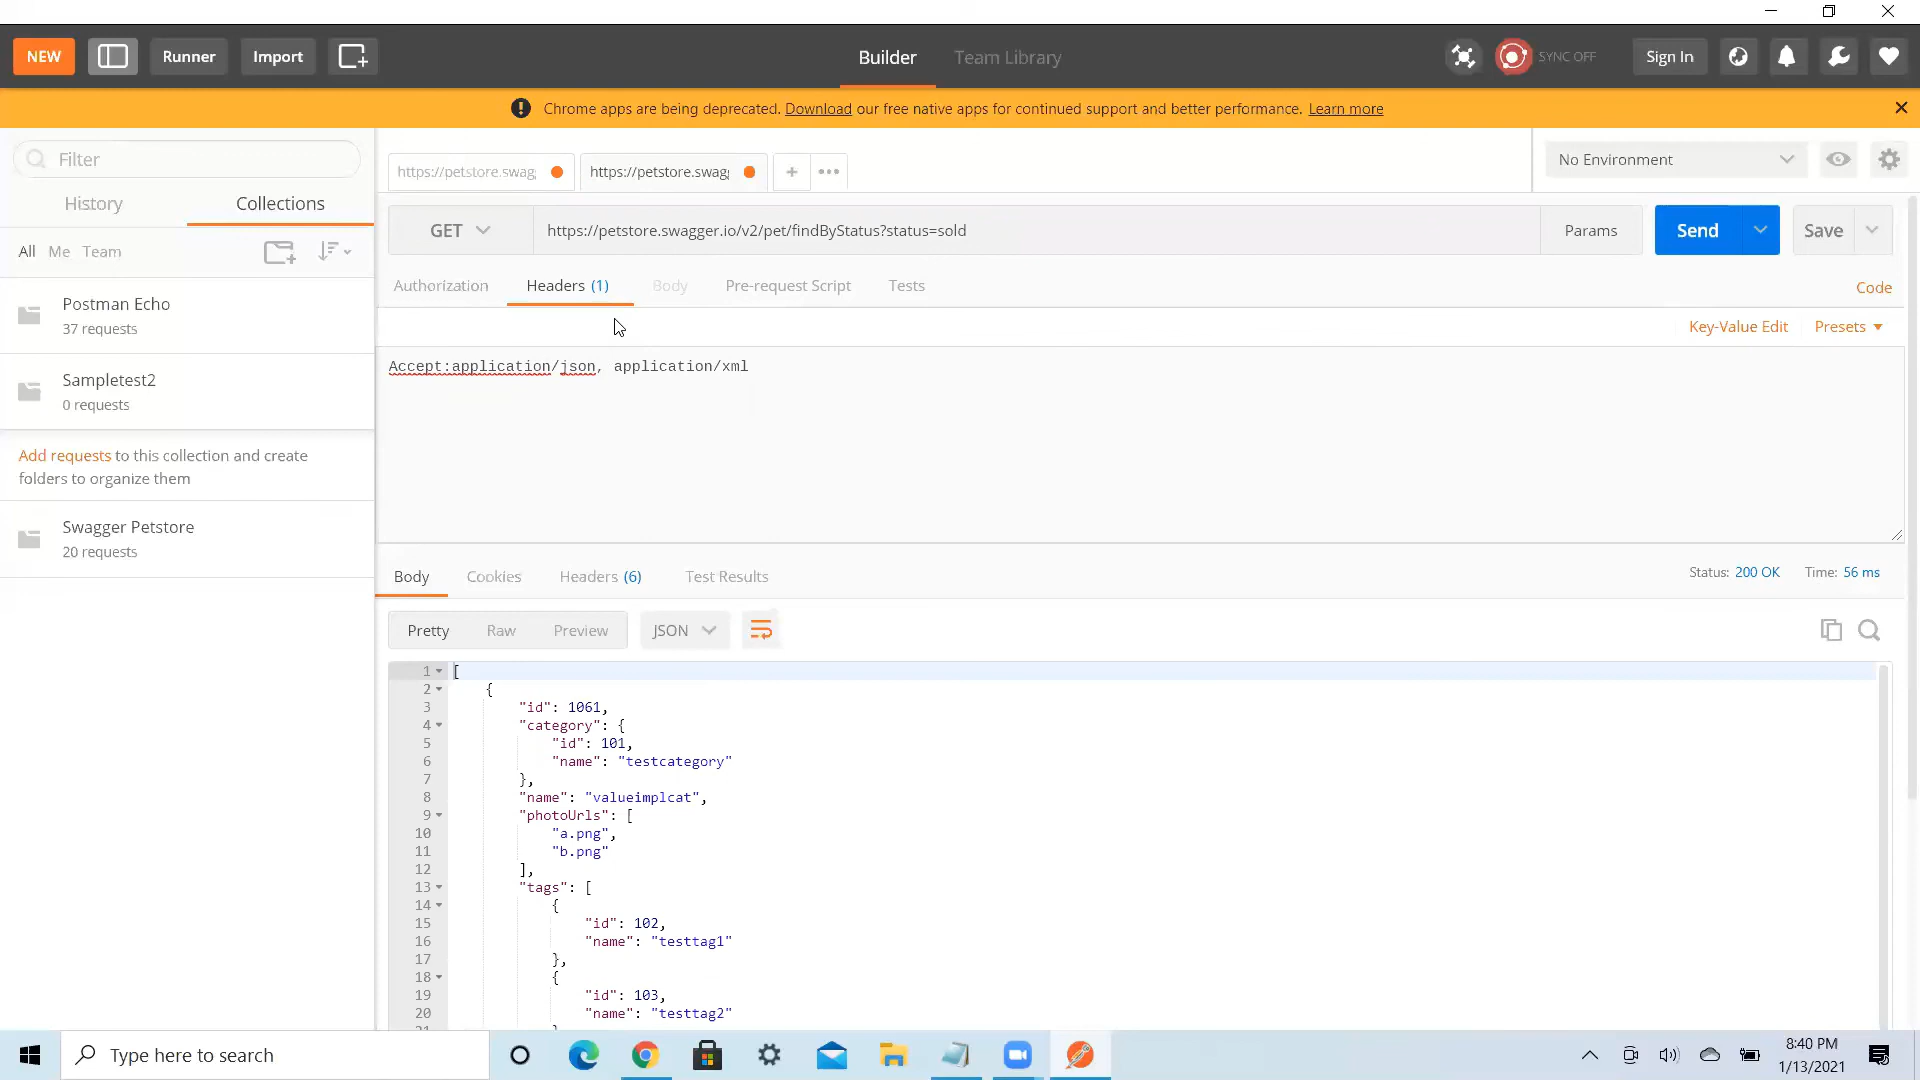 NEW
Runner
Import
Builder
Team Library
SYNC OFF
Sign In
Chrome apps are being deprecated. Download our free native apps for continued support and better performance. Learn more
Filter
History
Collections
All Me Team
Postman Echo
37 requests
Sampletest2
0 requests
Add requests to this collection and create
folders to organize them
Swagger Petstore
20 requests
https://petstore.swag
https://petstore.swag
No Environment
GET
https://petstore.swagger.io/v2/pet/findByStatus?status=sold
Params
Send
Save
Authorization
Headers (1)
Body
Pre-request Script
Tests
Code
Key-Value Edit
Presets
Accept:application/json, application/xml
Body
Cookies
Headers (6)
Test Results
Status: 200 OK
Time: 56 ms
Pretty
Raw
Preview
JSON
1 [
2 {
3 "id": 1061,
4 "category": {
5 "id": 101,
6 "name": "testcategory"
7 },
8 "name": "valueimplcat",
9 "photoUrls": [
10 "a.png",
11 "b.png"
12 ],
13 "tags": [
14 {
15 "id": 102,
16 "name": "testtag1"
17 },
18 {
19 "id": 103,
20 "name": "testtag2"
Type here to search
8:40 PM
1/13/2021